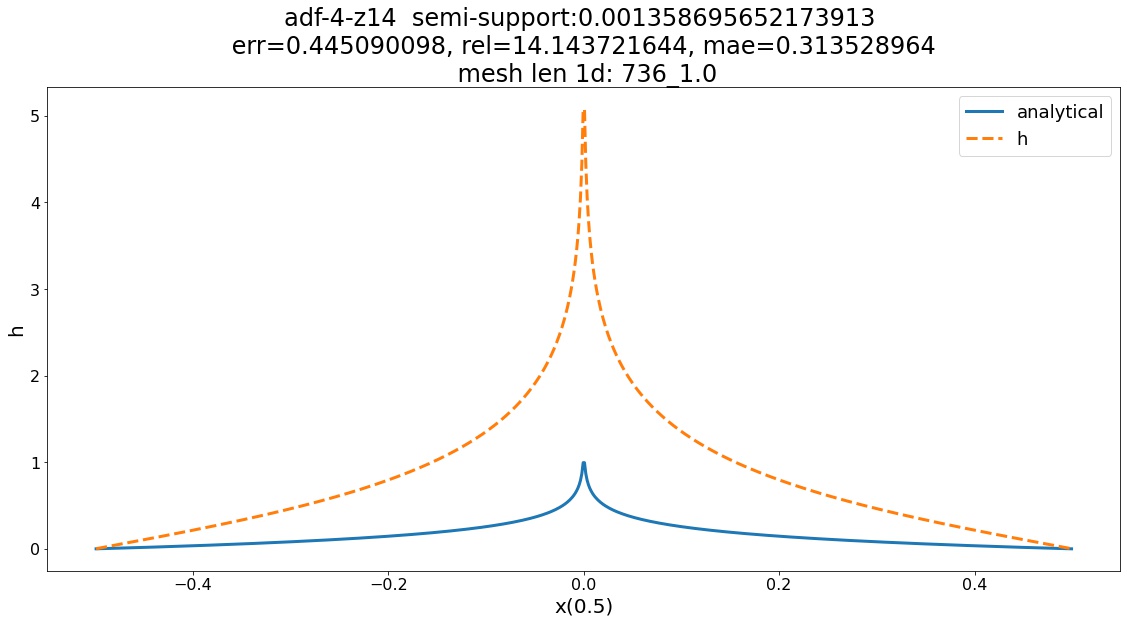 adf-4-z14  semi-support:0.001358695652173913
err=0.445090098, rel=14.143721644, mae=0.313528964
mesh len 1d: 736_1.0
analytical
h
5
4
3
2
1
0
h
−0.4
−0.2
0.0
0.2
0.4
x(0.5)